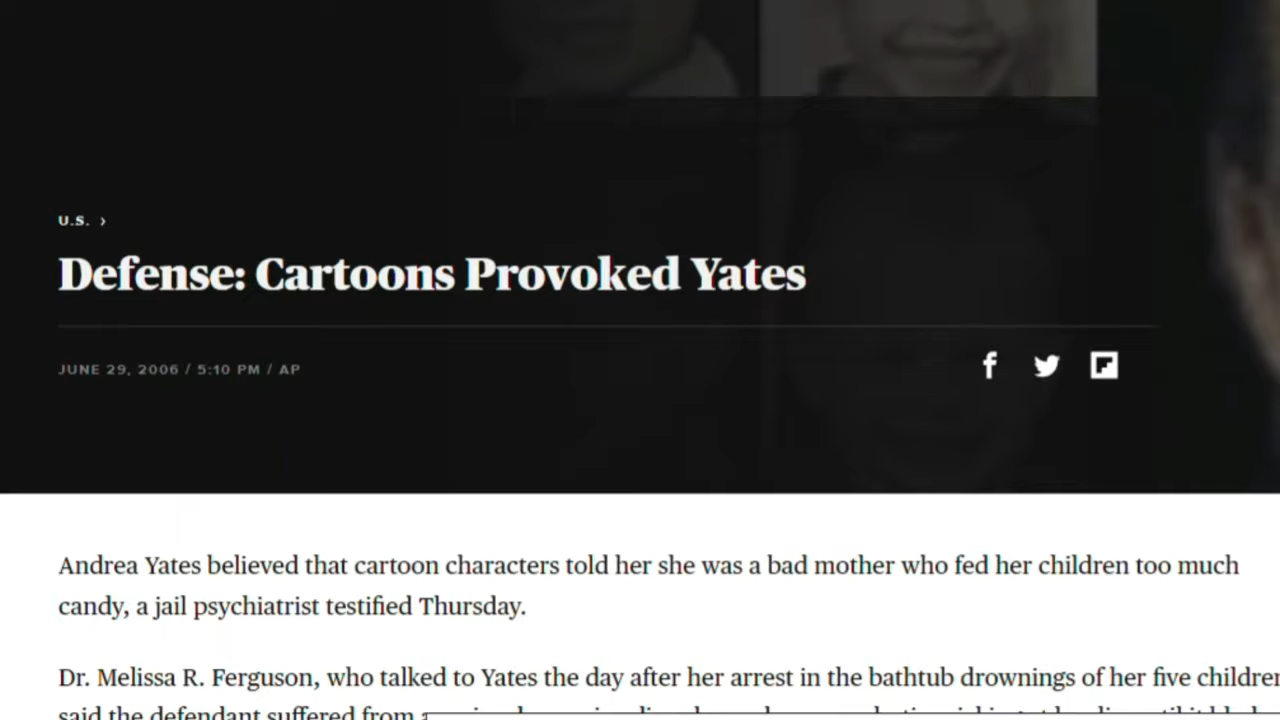 U.S. ›
Defense: Cartoons Provoked Yates
JUNE 29, 2006 / 5:10 PM / AP
Andrea Yates believed that cartoon characters told her she was a bad mother who fed her children too much
candy, a jail psychiatrist testified Thursday.
Dr. Melissa R. Ferguson, who talked to Yates the day after her arrest in the bathtub drownings of her five children
said the defendant suffered from